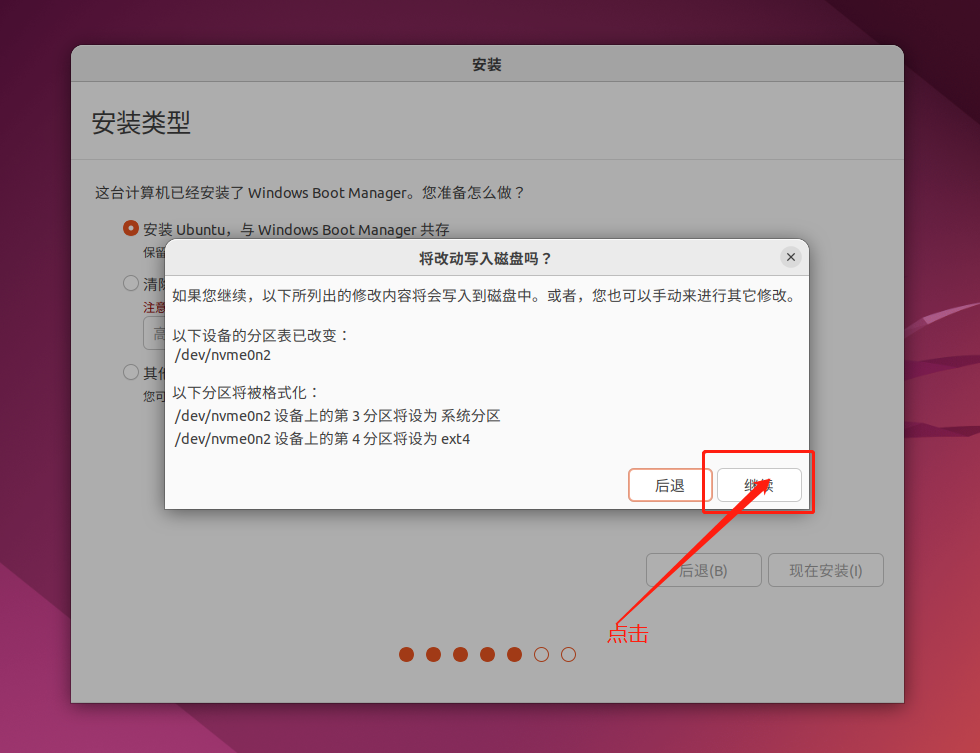 安装
安装类型
这台计算机已经安装了 Windows Boot Manager。您准备怎么做？
安装 Ubuntu，与 Windows Boot Manager 共存
保留
清除
注意
高
其他
您可
将改动写入磁盘吗？
如果您继续，以下所列出的修改内容将会写入到磁盘中。或者，您也可以手动来进行其它修改。
以下设备的分区表已改变：
/dev/nvme0n2
以下分区将被格式化：
/dev/nvme0n2 设备上的第 3 分区将设为 系统分区
/dev/nvme0n2 设备上的第 4 分区将设为 ext4
后退
继续
后退(B)
现在安装(I)
点击